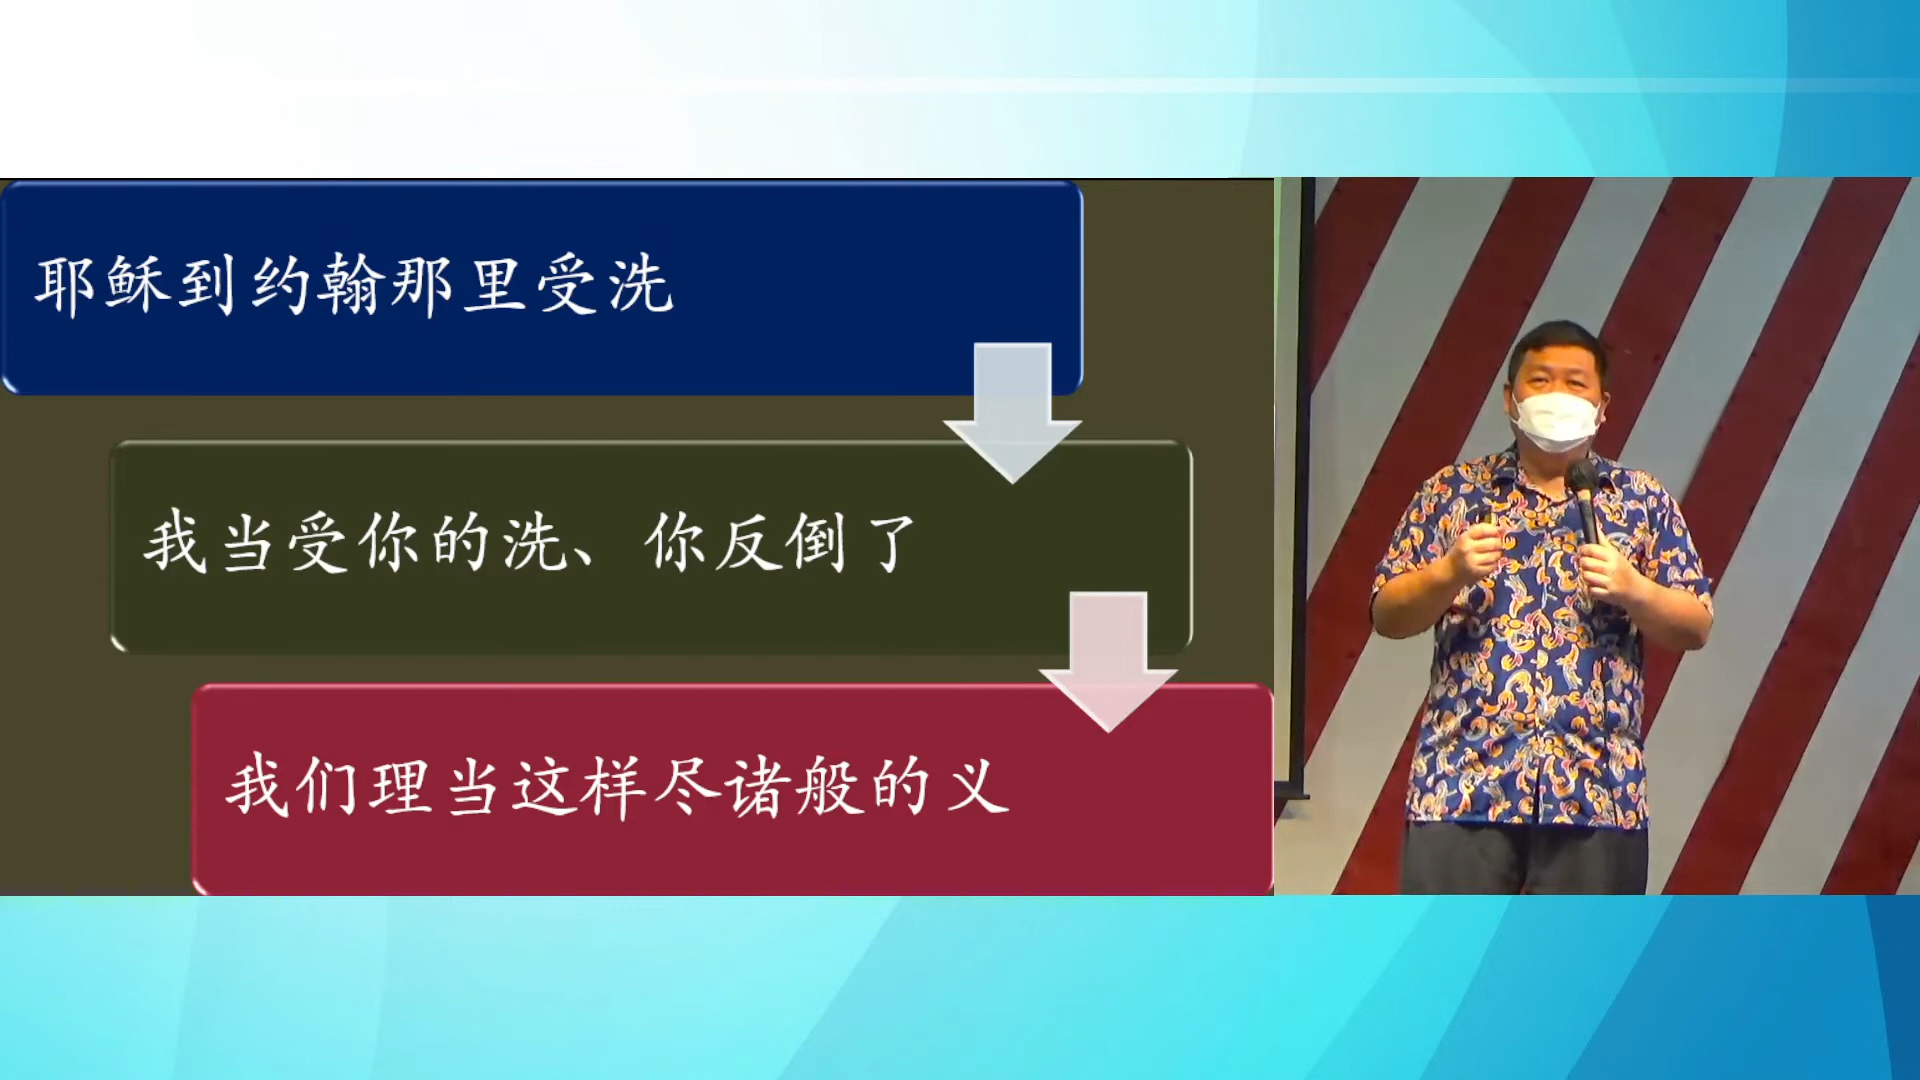 耶稣到约翰那里受洗
我当受你的洗、你反倒了
我们理当这样尽诸般的义